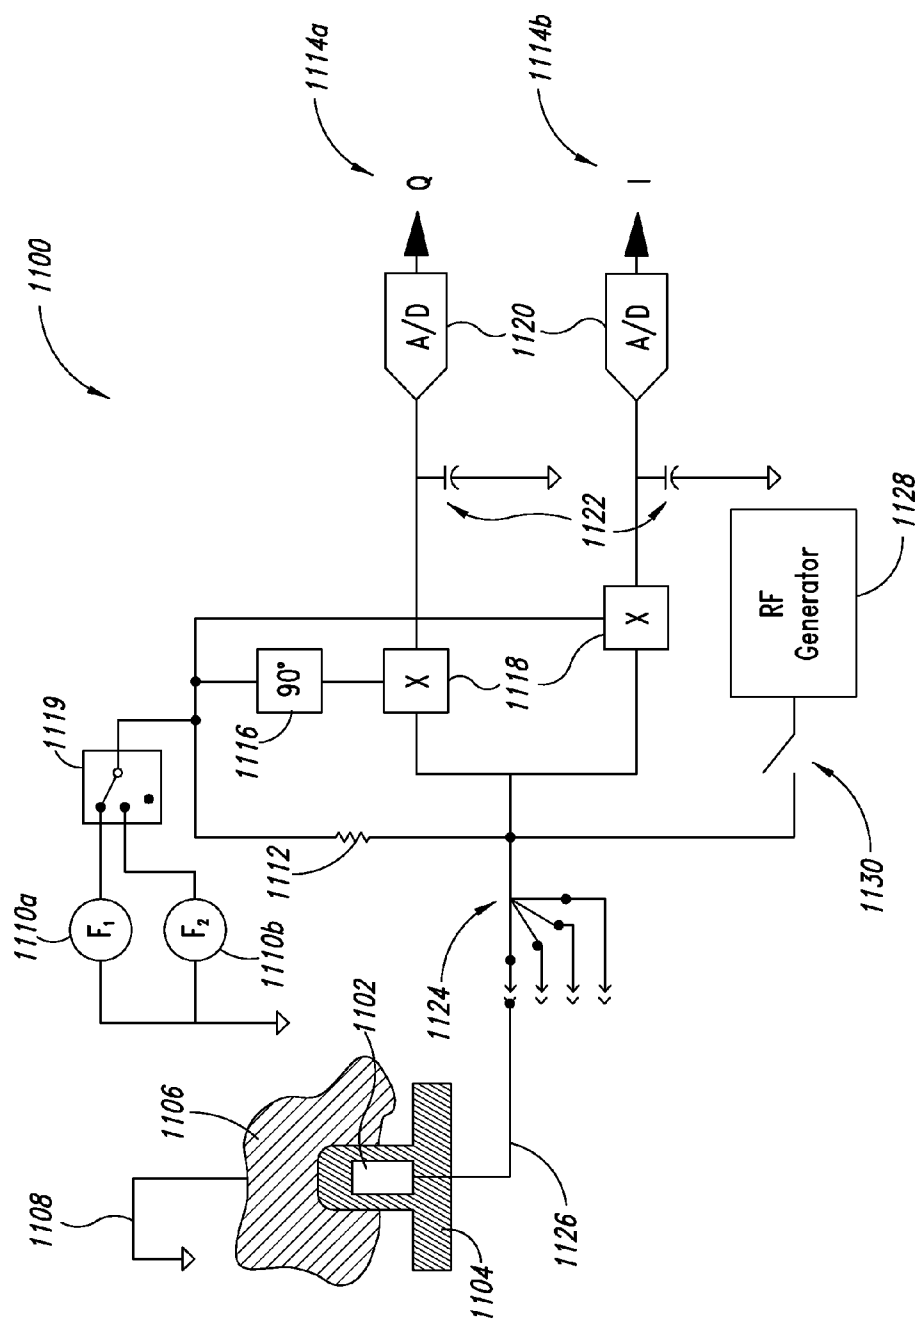 1100
1114a
1114b
Q
I
A/D
A/D
1120
1122
1128
RF
Generator
X
X
1118
90°
1116
1119
1112
1130
1110a
F₁
F₂
1110b
1124
1102
1106
1108
1104
1126